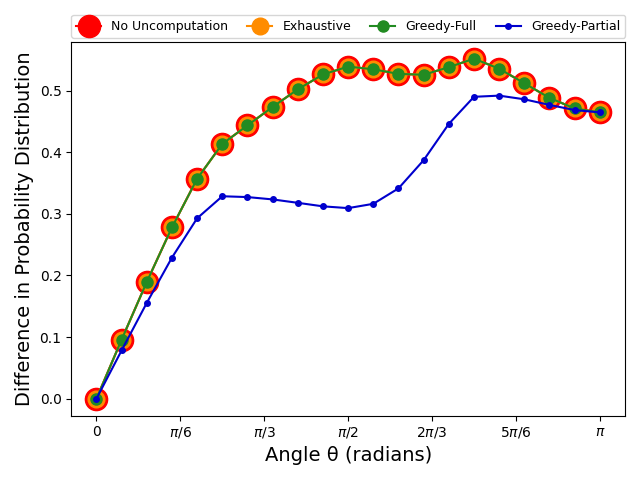 No Uncomputation Exhaustive Greedy-Full Greedy-Partial
Difference in Probability Distribution
0.5
0.4
0.3
0.2
0.1
0.0
0 π/6 π/3 π/2 2π/3 5π/6 π
Angle θ (radians)